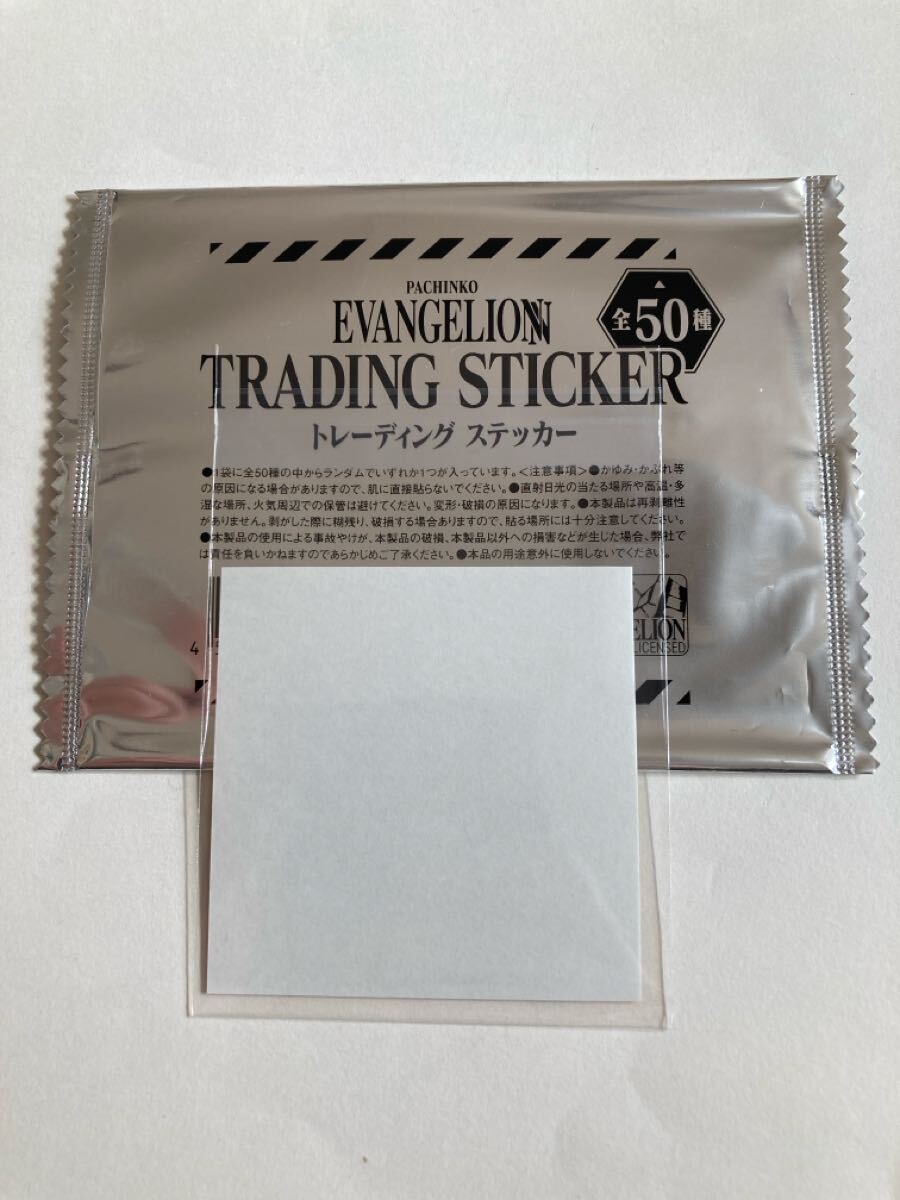 PACHINKO
EVANGELION
全50種
TRADING STICKER
トレーディング ステッカー
●1袋に全50種の中からランダムでいずれか1つが入っています。<注意事項>●かゆみ・かぶれ等
の原因になる場合がありますので、肌に直接貼らないでください。●直射日光の当たる場所や高温・多
湿な場所、火気周辺での保管は避けてください。変形・破損の原因になります。●本製品は再剥離性
がありません。剥がした際に糊残り、破損する場合ありますので、貼る場所には十分注意してください。
●本製品の使用による事故やけが、本製品の破損、本製品以外への損害などが生じた場合、弊社で
は責任を負いかねますのであらかじめご了承ください。●本品の用途意外に使用しないでください。
4
ELION
LICENSED